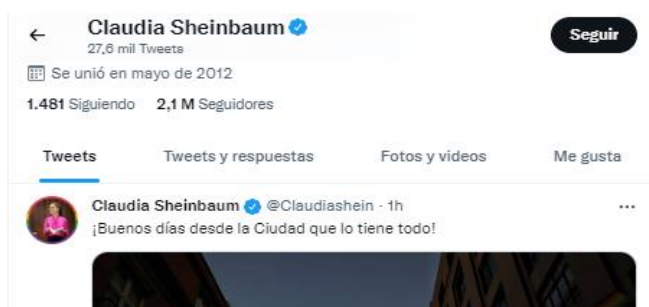 Claudia Sheinbaum
27,6 mil Tweets
Seguir
Se unió en mayo de 2012
1.481 Siguiendo 2,1 M Seguidores
Tweets Tweets y respuestas Fotos y videos Me gusta
Claudia Sheinbaum @Claudiashein · 1h
¡Buenos días desde la Ciudad que lo tiene todo!